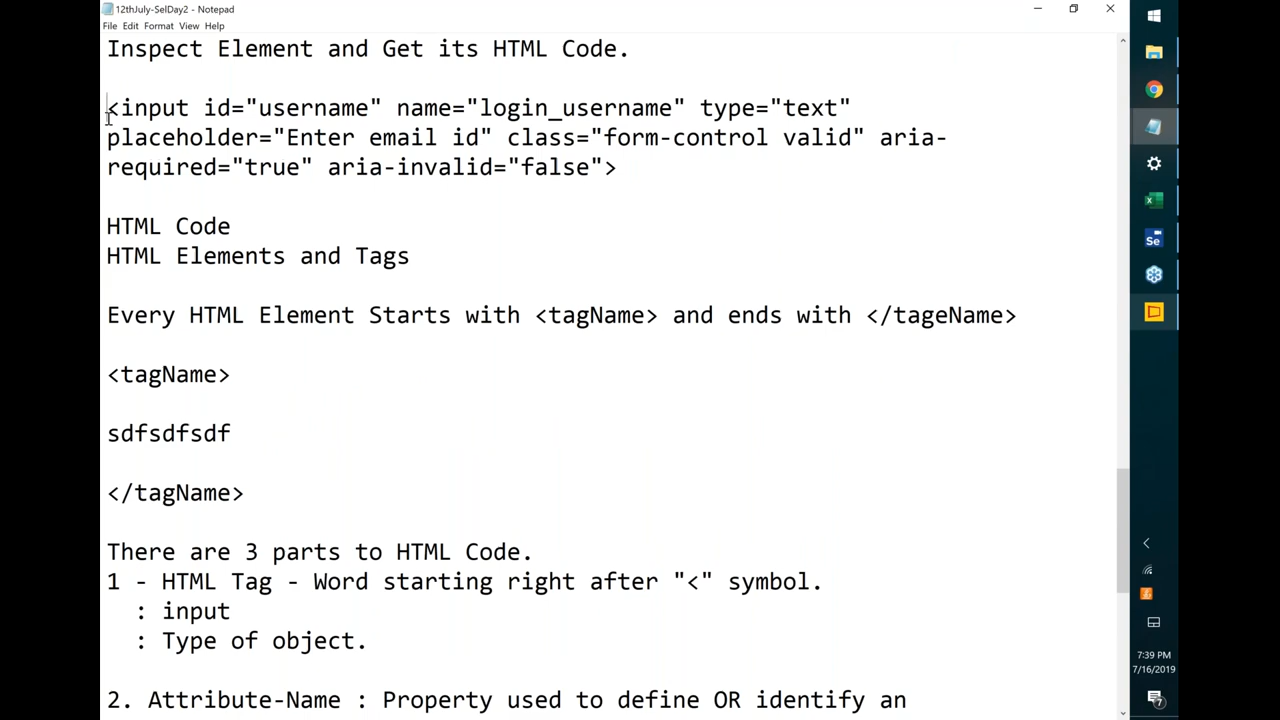 12thJuly-SelDay2 - Notepad
File Edit Format View Help
Inspect Element and Get its HTML Code.
<input id="username" name="login_username" type="text"
placeholder="Enter email id" class="form-control valid" aria-
required="true" aria-invalid="false">
HTML Code
HTML Elements and Tags
Every HTML Element Starts with <tagName> and ends with </tageName>
<tagName>
sdfsdfsdf
</tagName>
There are 3 parts to HTML Code.
1 - HTML Tag - Word starting right after "<" symbol.
: input
: Type of object.
2. Attribute-Name : Property used to define OR identify an
Se
7:39 PM
7/16/2019
7